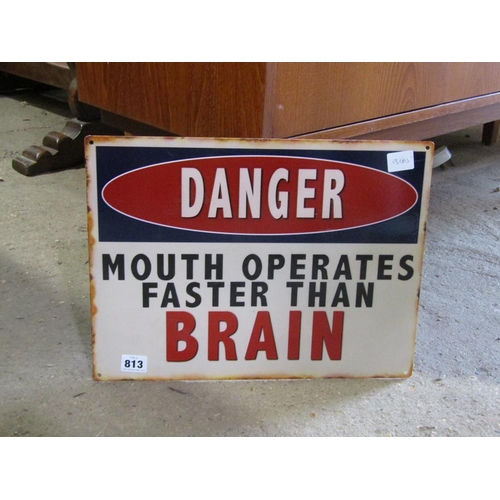 DANGER
MOUTH OPERATES
FASTER THAN
BRAIN
813